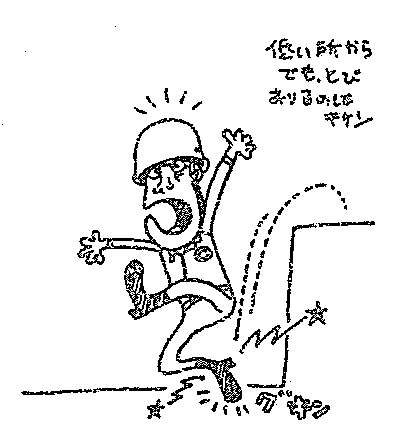 低い所から
でも、とび
おりるのは
キケン
グギッ